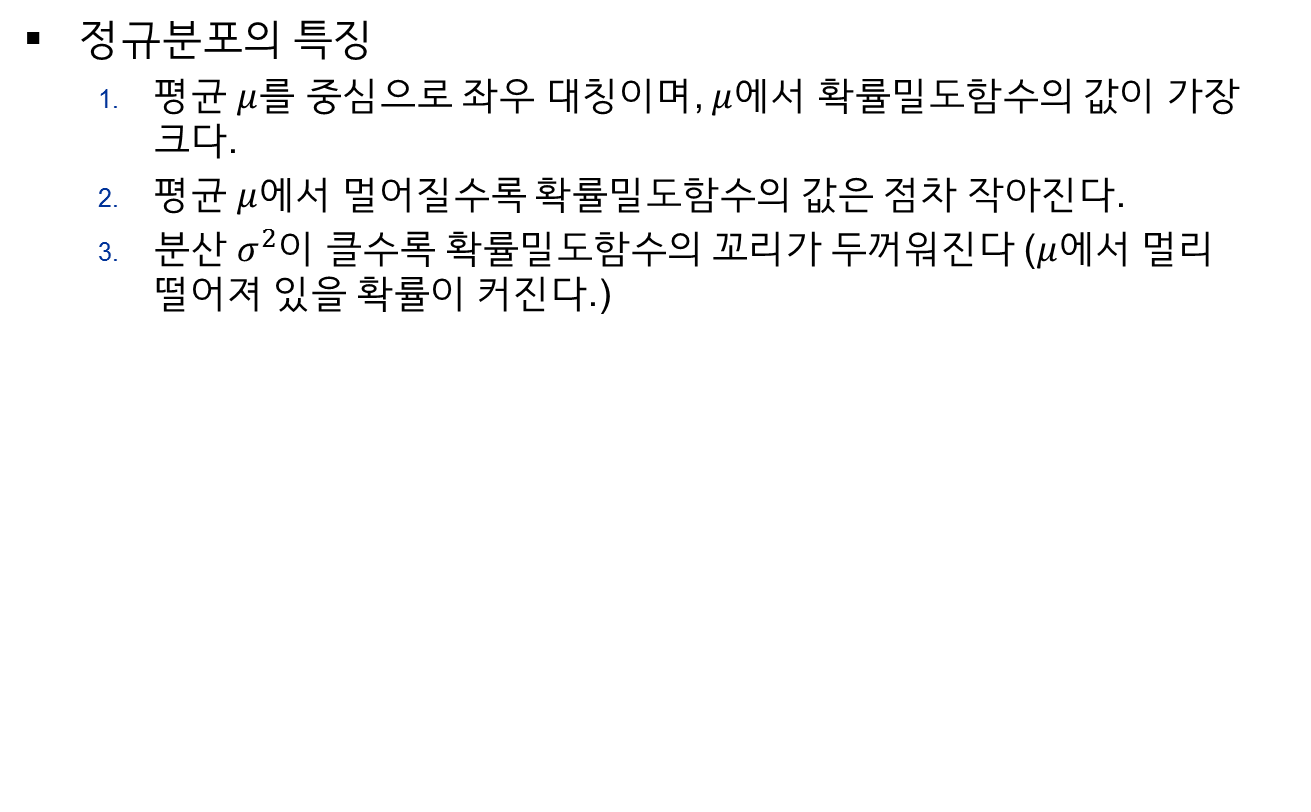 ▪ 정규분포의 특징
1. 평균 𝜇를 중심으로 좌우 대칭이며, 𝜇에서 확률밀도함수의 값이 가장
크다.
2. 평균 𝜇에서 멀어질수록 확률밀도함수의 값은 점차 작아진다.
3. 분산 𝜎²이 클수록 확률밀도함수의 꼬리가 두꺼워진다 (𝜇에서 멀리
떨어져 있을 확률이 커진다.)